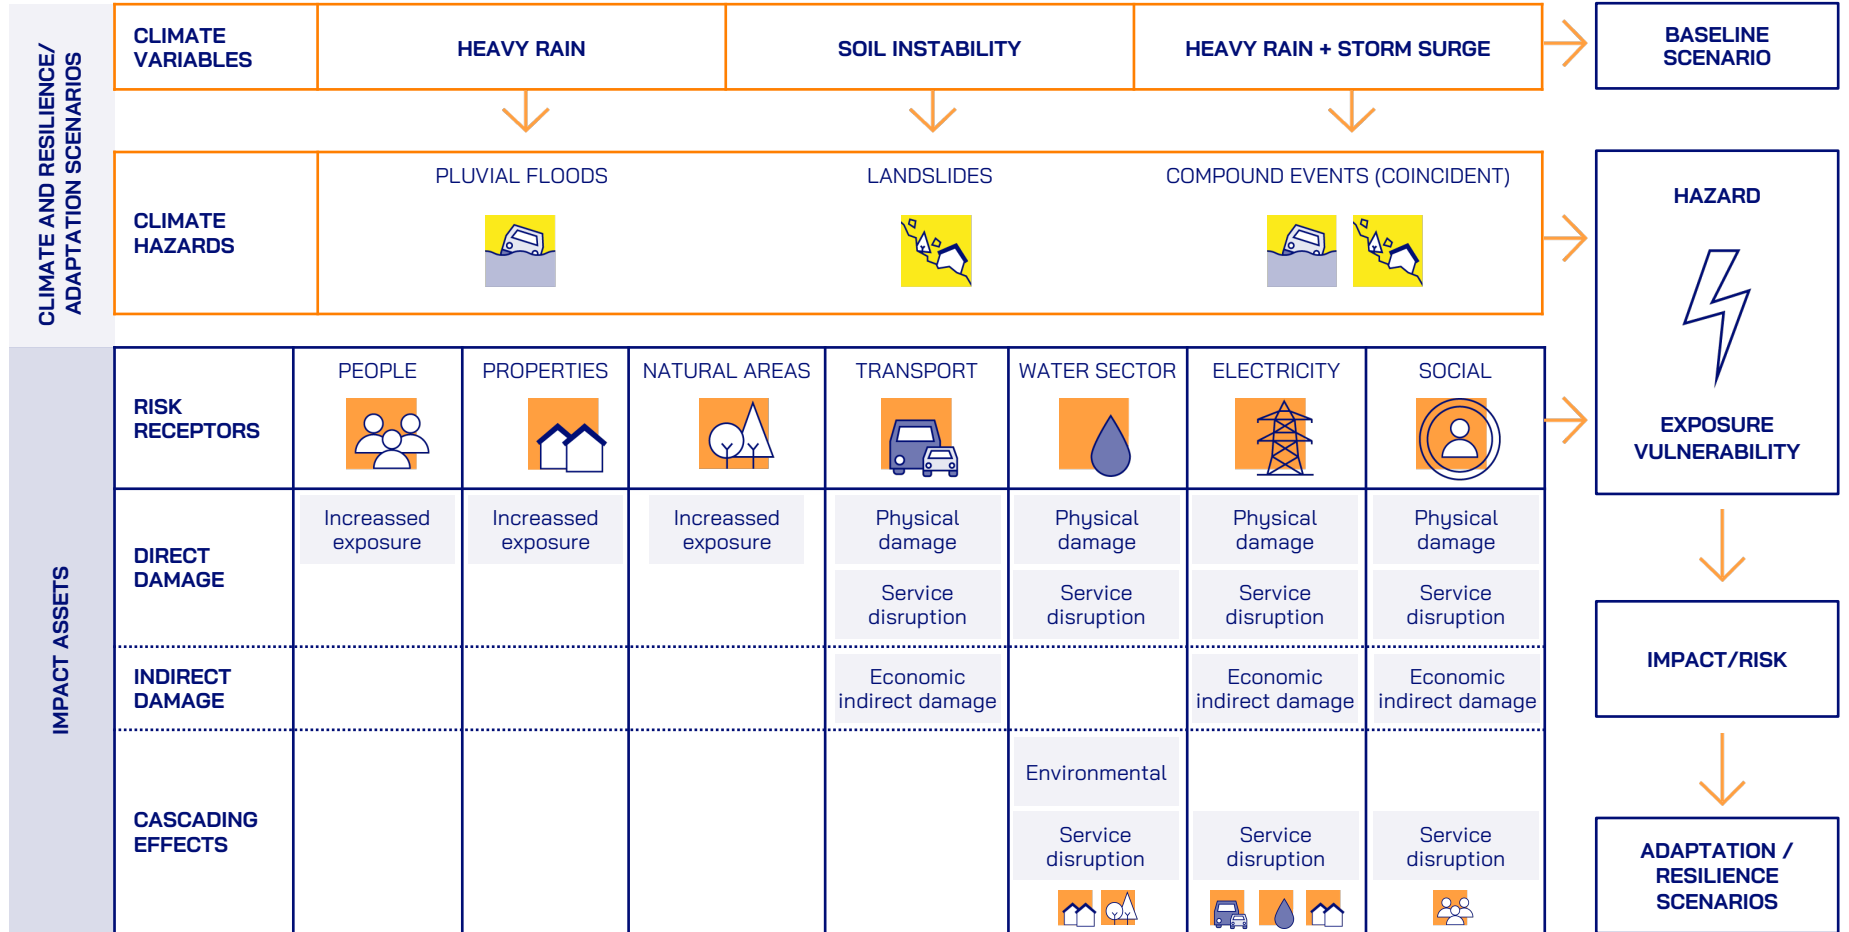 CLIMATE AND RESILIENCE/
ADAPTATION SCENARIOS
CLIMATE
VARIABLES
HEAVY RAIN
SOIL INSTABILITY
HEAVY RAIN + STORM SURGE
BASELINE
SCENARIO
CLIMATE
HAZARDS
PLUVIAL FLOODS
LANDSLIDES
COMPOUND EVENTS (COINCIDENT)
HAZARD
EXPOSURE
VULNERABILITY
IMPACT ASSETS
RISK
RECEPTORS
PEOPLE
PROPERTIES
NATURAL AREAS
TRANSPORT
WATER SECTOR
ELECTRICITY
SOCIAL
DIRECT
DAMAGE
Increassed
exposure
Increassed
exposure
Increassed
exposure
Physical
damage
Physical
damage
Physical
damage
Physical
damage
Service
disruption
Service
disruption
Service
disruption
Service
disruption
INDIRECT
DAMAGE
Economic
indirect damage
Economic
indirect damage
Economic
indirect damage
IMPACT/RISK
CASCADING
EFFECTS
Environmental
Service
disruption
Service
disruption
Service
disruption
ADAPTATION /
RESILIENCE
SCENARIOS